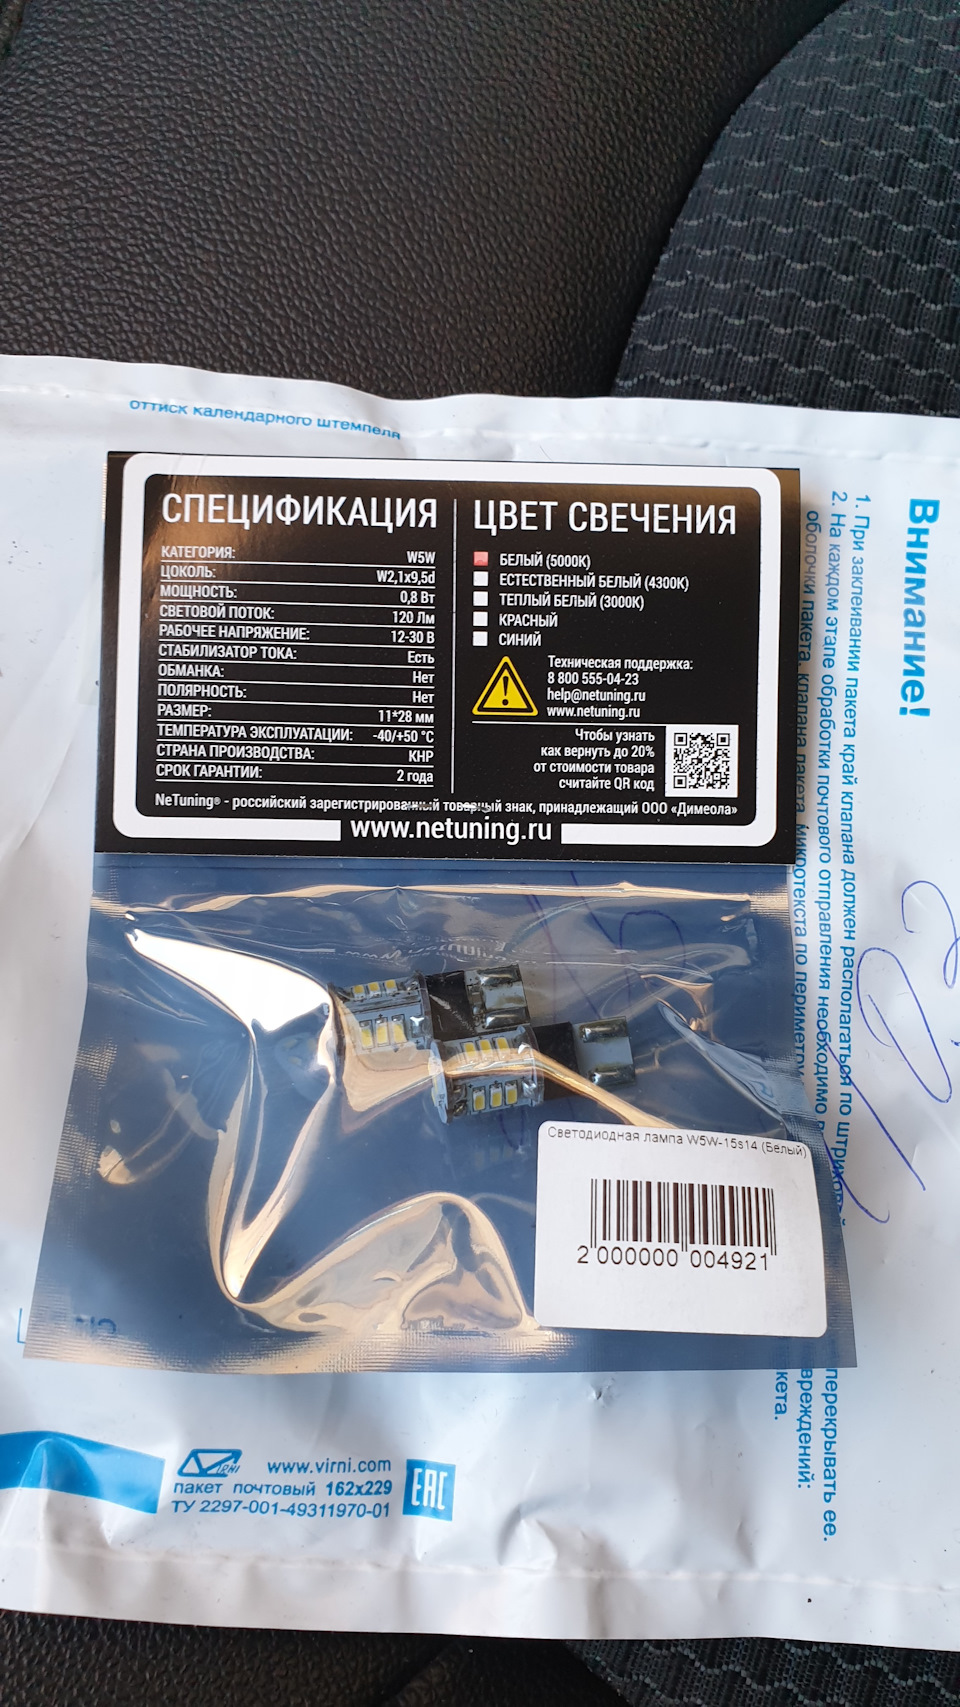 оттиск календарного штемпеля
СПЕЦИФИКАЦИЯ
КАТЕГОРИЯ: W5W
ЦОКОЛЬ: W2,1x9,5d
МОЩНОСТЬ: 0,8 Вт
СВЕТОВОЙ ПОТОК: 120 Лм
РАБОЧЕЕ НАПРЯЖЕНИЕ: 12-30 В
СТАБИЛИЗАТОР ТОКА: Есть
ОБМАНКА: Нет
ПОЛЯРНОСТЬ: Нет
РАЗМЕР: 11*28 мм
ТЕМПЕРАТУРА ЭКСПЛУАТАЦИИ: -40/+50 °C
СТРАНА ПРОИЗВОДСТВА: КНР
СРОК ГАРАНТИИ: 2 года
ЦВЕТ СВЕЧЕНИЯ
БЕЛЫЙ (5000К)
ЕСТЕСТВЕННЫЙ БЕЛЫЙ (4300К)
ТЕПЛЫЙ БЕЛЫЙ (3000К)
КРАСНЫЙ
СИНИЙ
Техническая поддержка:
8 800 555-04-23
help@netuning.ru
www.netuning.ru
Чтобы узнать
как вернуть до 20%
от стоимости товара
считайте QR код
NeTuning® - российский зарегистрированный товарный знак, принадлежащий ООО «Димеола»
www.netuning.ru
Светодиодная лампа W5W-15s14 (Белый)
2 000000 004921
Внимание!
1. При заклеивании пакета край клапана должен располагаться по штриховой
2. На каждом этапе обработки почтового отправления необходимо
перекрывать ее.
оболочки пакета, клапана пакета, микротекста по периметру
вреждений:
кета.
VIRNI
www.virni.com
пакет почтовый 162x229
ТУ 2297-001-49311970-01
EAC